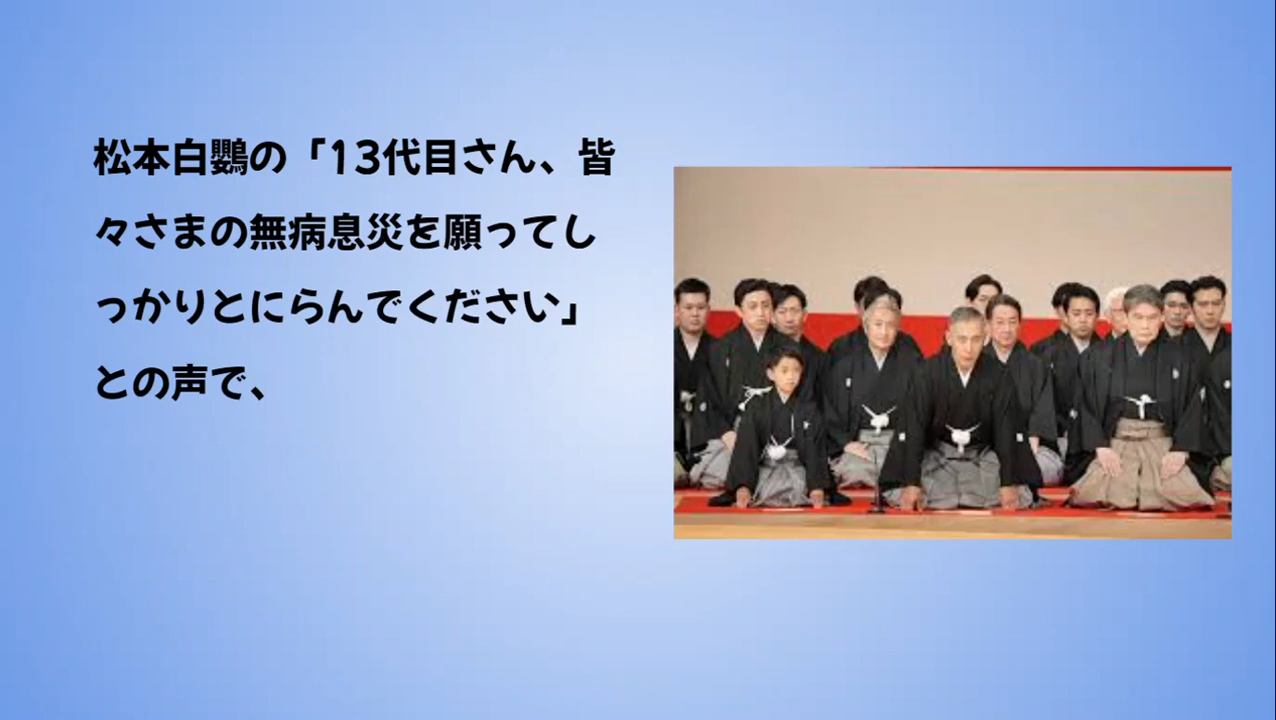 松本白鸚の「13代目さん、皆
々さまの無病息災を願ってし
っかりとにらんでください」
との声で、